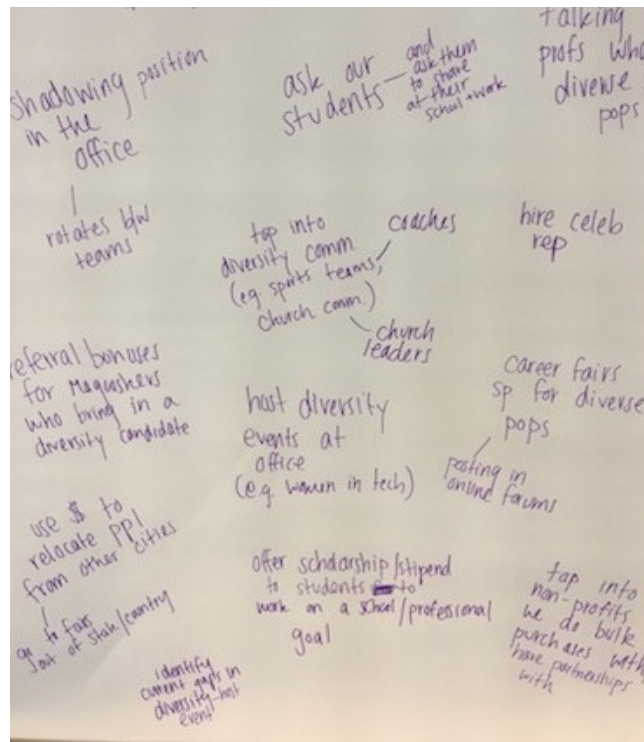 shadowing position
in the
office
rotates b/w
teams
ask our
students
and
ask them
to share
at their
school + work
talking
profs who
diverse
pops
tap into
diversity comm.
(e.g. sports teams,
church comm.)
coaches
church
leaders
hire celeb
rep
referral bonuses
for Magooshers
who bring in a
diversity candidate
host diversity
events at
office
(e.g. women in tech)
career fairs
sp for diverse
pops
posting in
online forums
use $ to
relocate ppl
from other cities
go to fairs
out of state/country
identify
current gaps in
diversity-host
event
offer scholarship/stipend
to students to
work on a school/professional
goal
tap into
non-profits
we do bulk
purchases with/
have partnerships
with